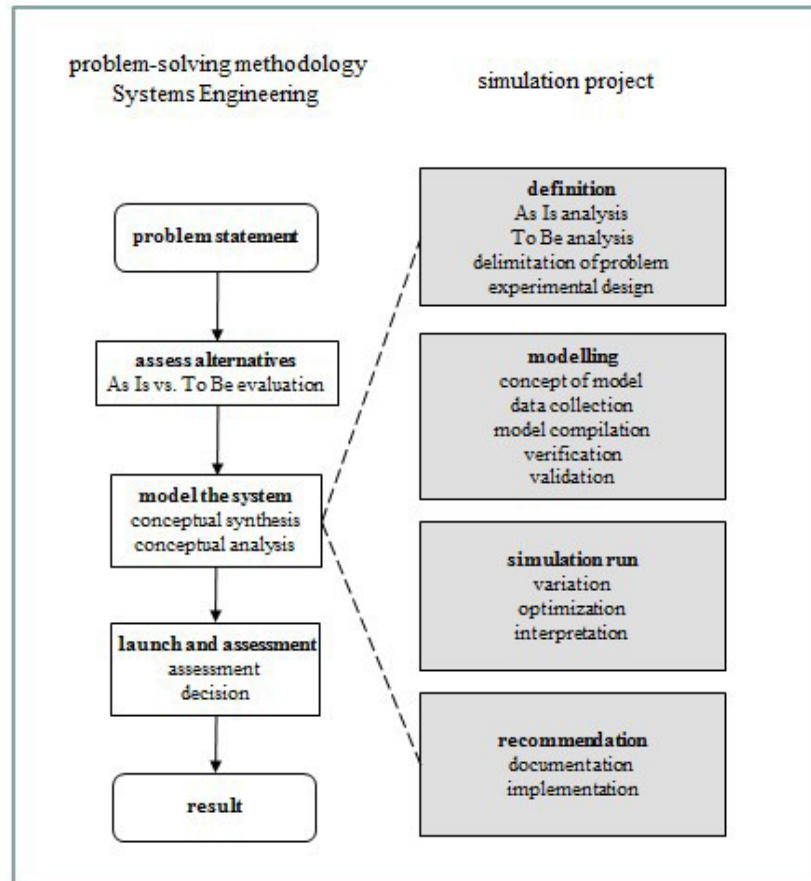 problem-solving methodology
Systems Engineering
simulation project
problem statement
assess alternatives
As Is vs. To Be evaluation
model the system
conceptual synthesis
conceptual analysis
launch and assessment
assessment
decision
result
definition
As Is analysis
To Be analysis
delimitation of problem
experimental design
modelling
concept of model
data collection
model compilation
verification
validation
simulation run
variation
optimization
interpretation
recommendation
documentation
implementation